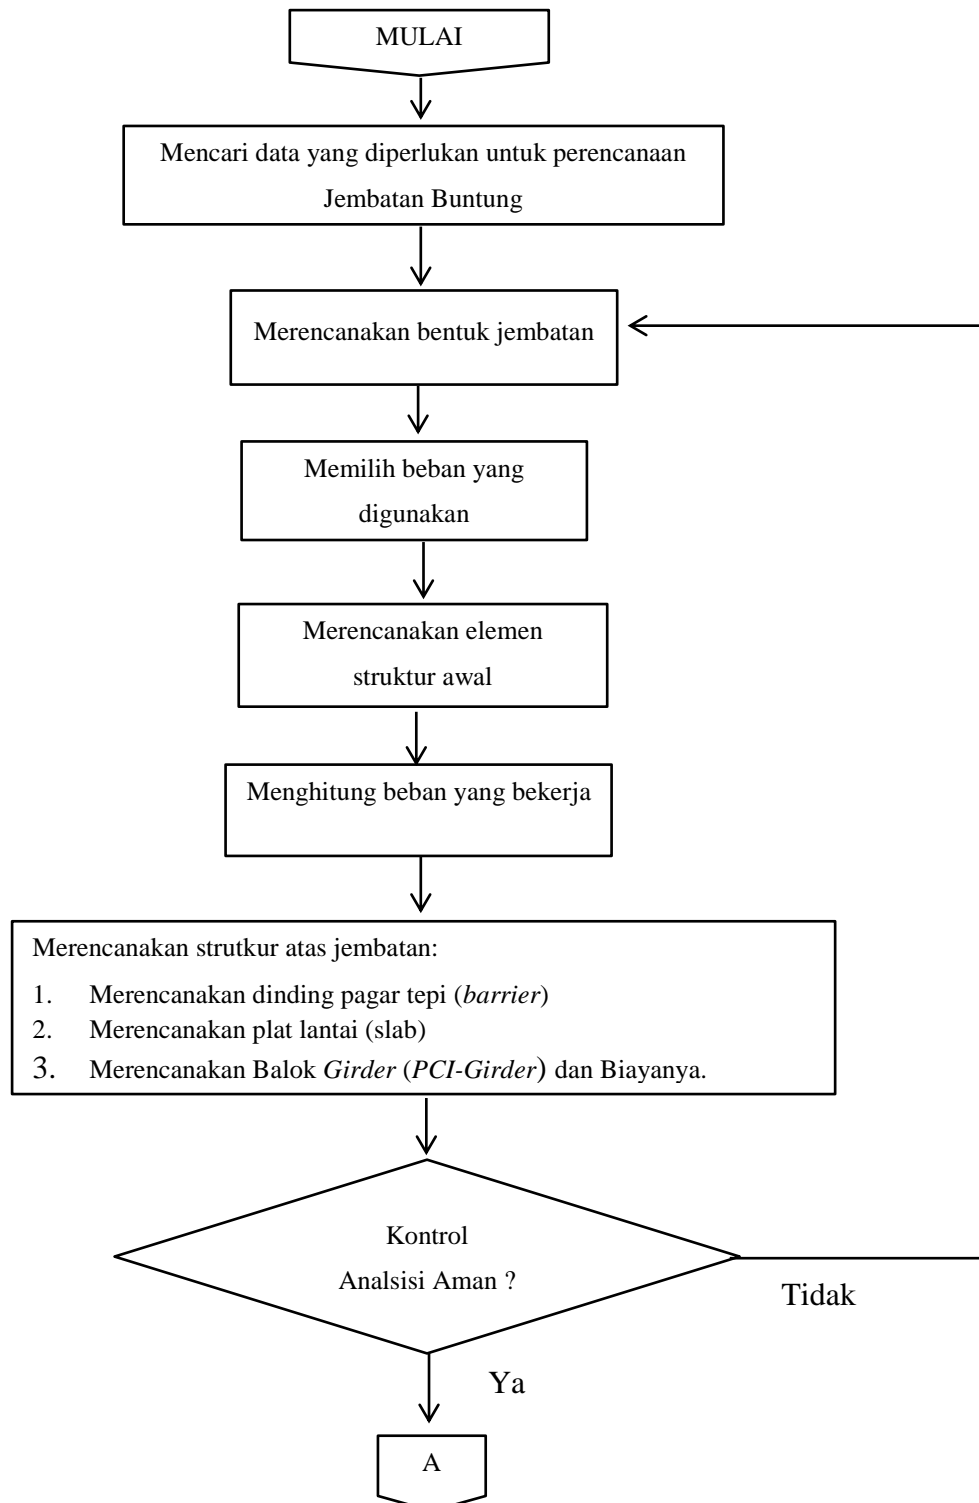 MULAI
Mencari data yang diperlukan untuk perencanaan
Jembatan Buntung
Merencanakan bentuk jembatan
Memilih beban yang
digunakan
Merencanakan elemen
struktur awal
Menghitung beban yang bekerja
Merencanakan strutkur atas jembatan:
1. Merencanakan dinding pagar tepi (barrier)
2. Merencanakan plat lantai (slab)
3. Merencanakan Balok Girder (PCI-Girder) dan Biayanya.
Kontrol
Analsisi Aman ?
Tidak
Ya
A